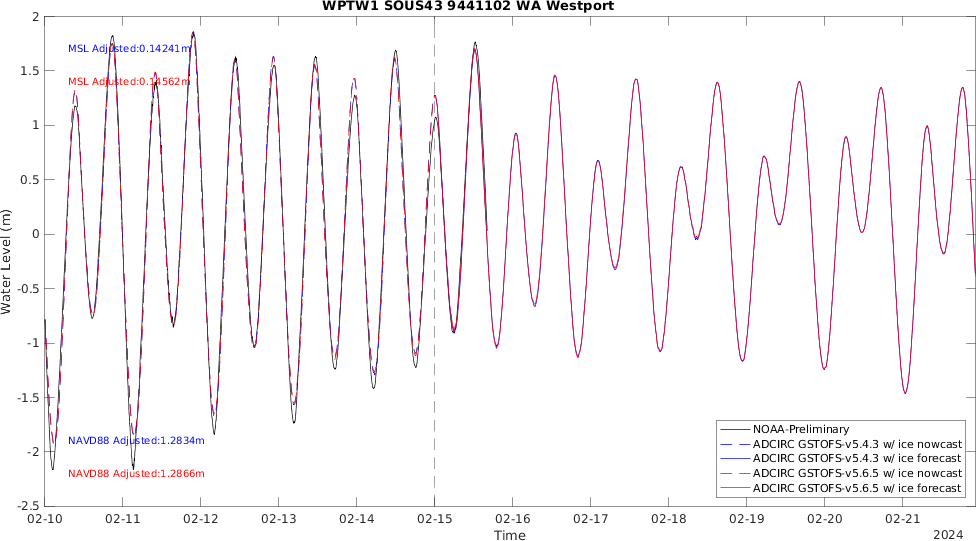 WPTW1 SOUS43 9441102 WA Westport
2
1.5
1
0.5
0
-0.5
-1
-1.5
-2
-2.5
Water Level (m)
MSL Adjusted:0.14241m
MSL Adjusted:0.14562m
NAVD88 Adjusted:1.2834m
NAVD88 Adjusted:1.2866m
NOAA-Preliminary
ADCIRC GSTOFS-v5.4.3 w/ ice nowcast
ADCIRC GSTOFS-v5.4.3 w/ ice forecast
ADCIRC GSTOFS-v5.6.5 w/ ice nowcast
ADCIRC GSTOFS-v5.6.5 w/ ice forecast
02-10 02-11 02-12 02-13 02-14 02-15 02-16 02-17 02-18 02-19 02-20 02-21
Time
2024